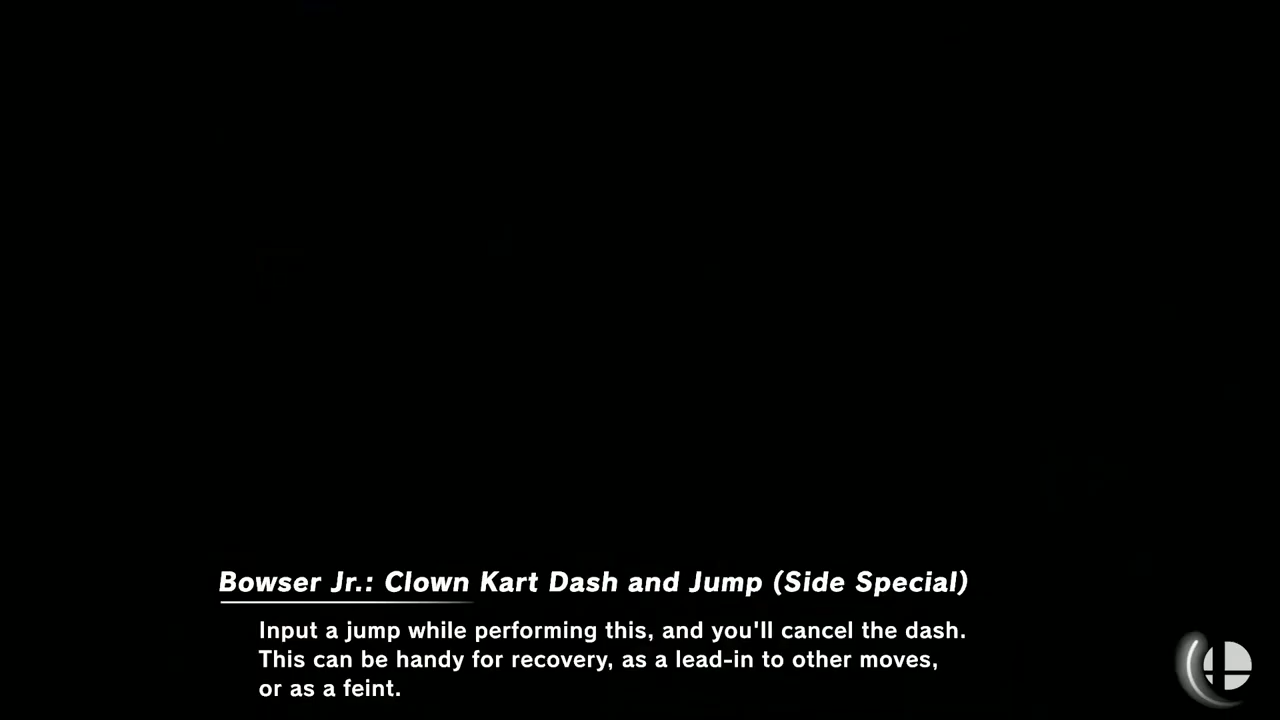 Bowser Jr.: Clown Kart Dash and Jump (Side Special)
Input a jump while performing this, and you'll cancel the dash.
This can be handy for recovery, as a lead-in to other moves,
or as a feint.